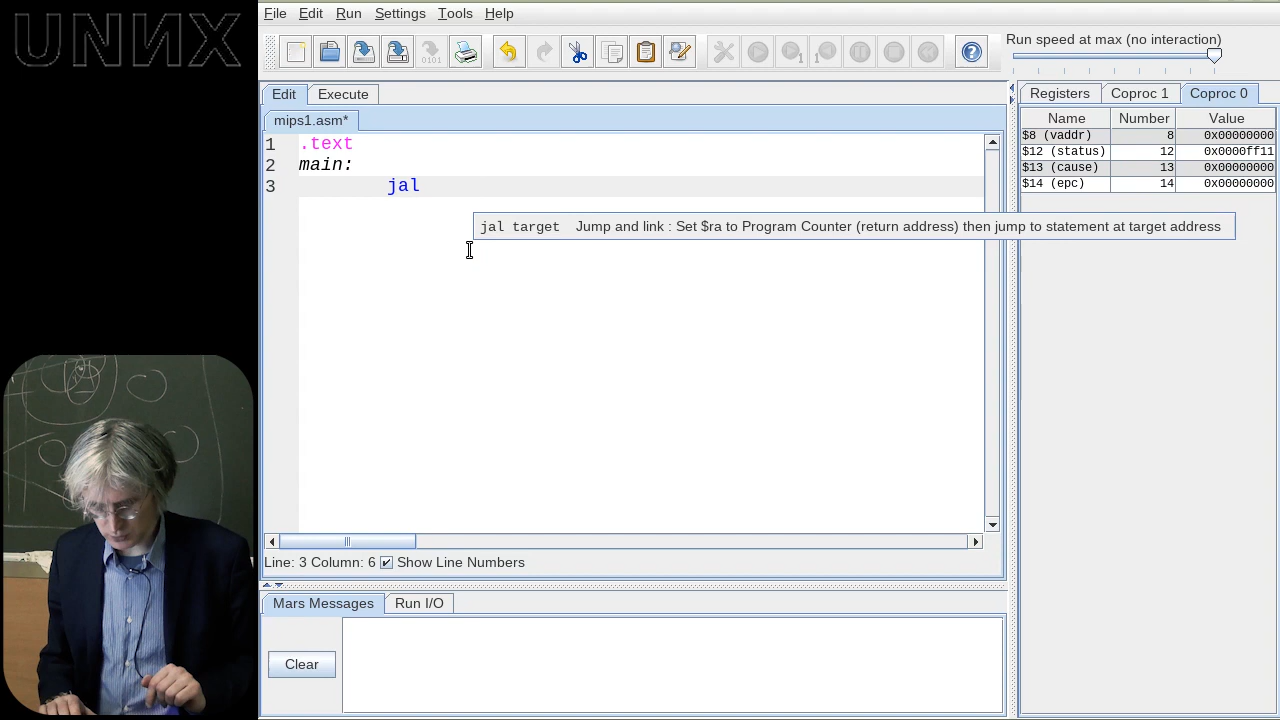 UNИX
File Edit Run Settings Tools Help
Run speed at max (no interaction)
Edit Execute
mips1.asm*
1 .text
2 main:
3 jal
jal target Jump and link : Set $ra to Program Counter (return address) then jump to statement at target address
Line: 3 Column: 6 Show Line Numbers
Mars Messages Run I/O
Clear
Registers Coproc 1 Coproc 0
Name Number Value
$8 (vaddr) 8 0x00000000
$12 (status) 12 0x0000ff11
$13 (cause) 13 0x00000000
$14 (epc) 14 0x00000000